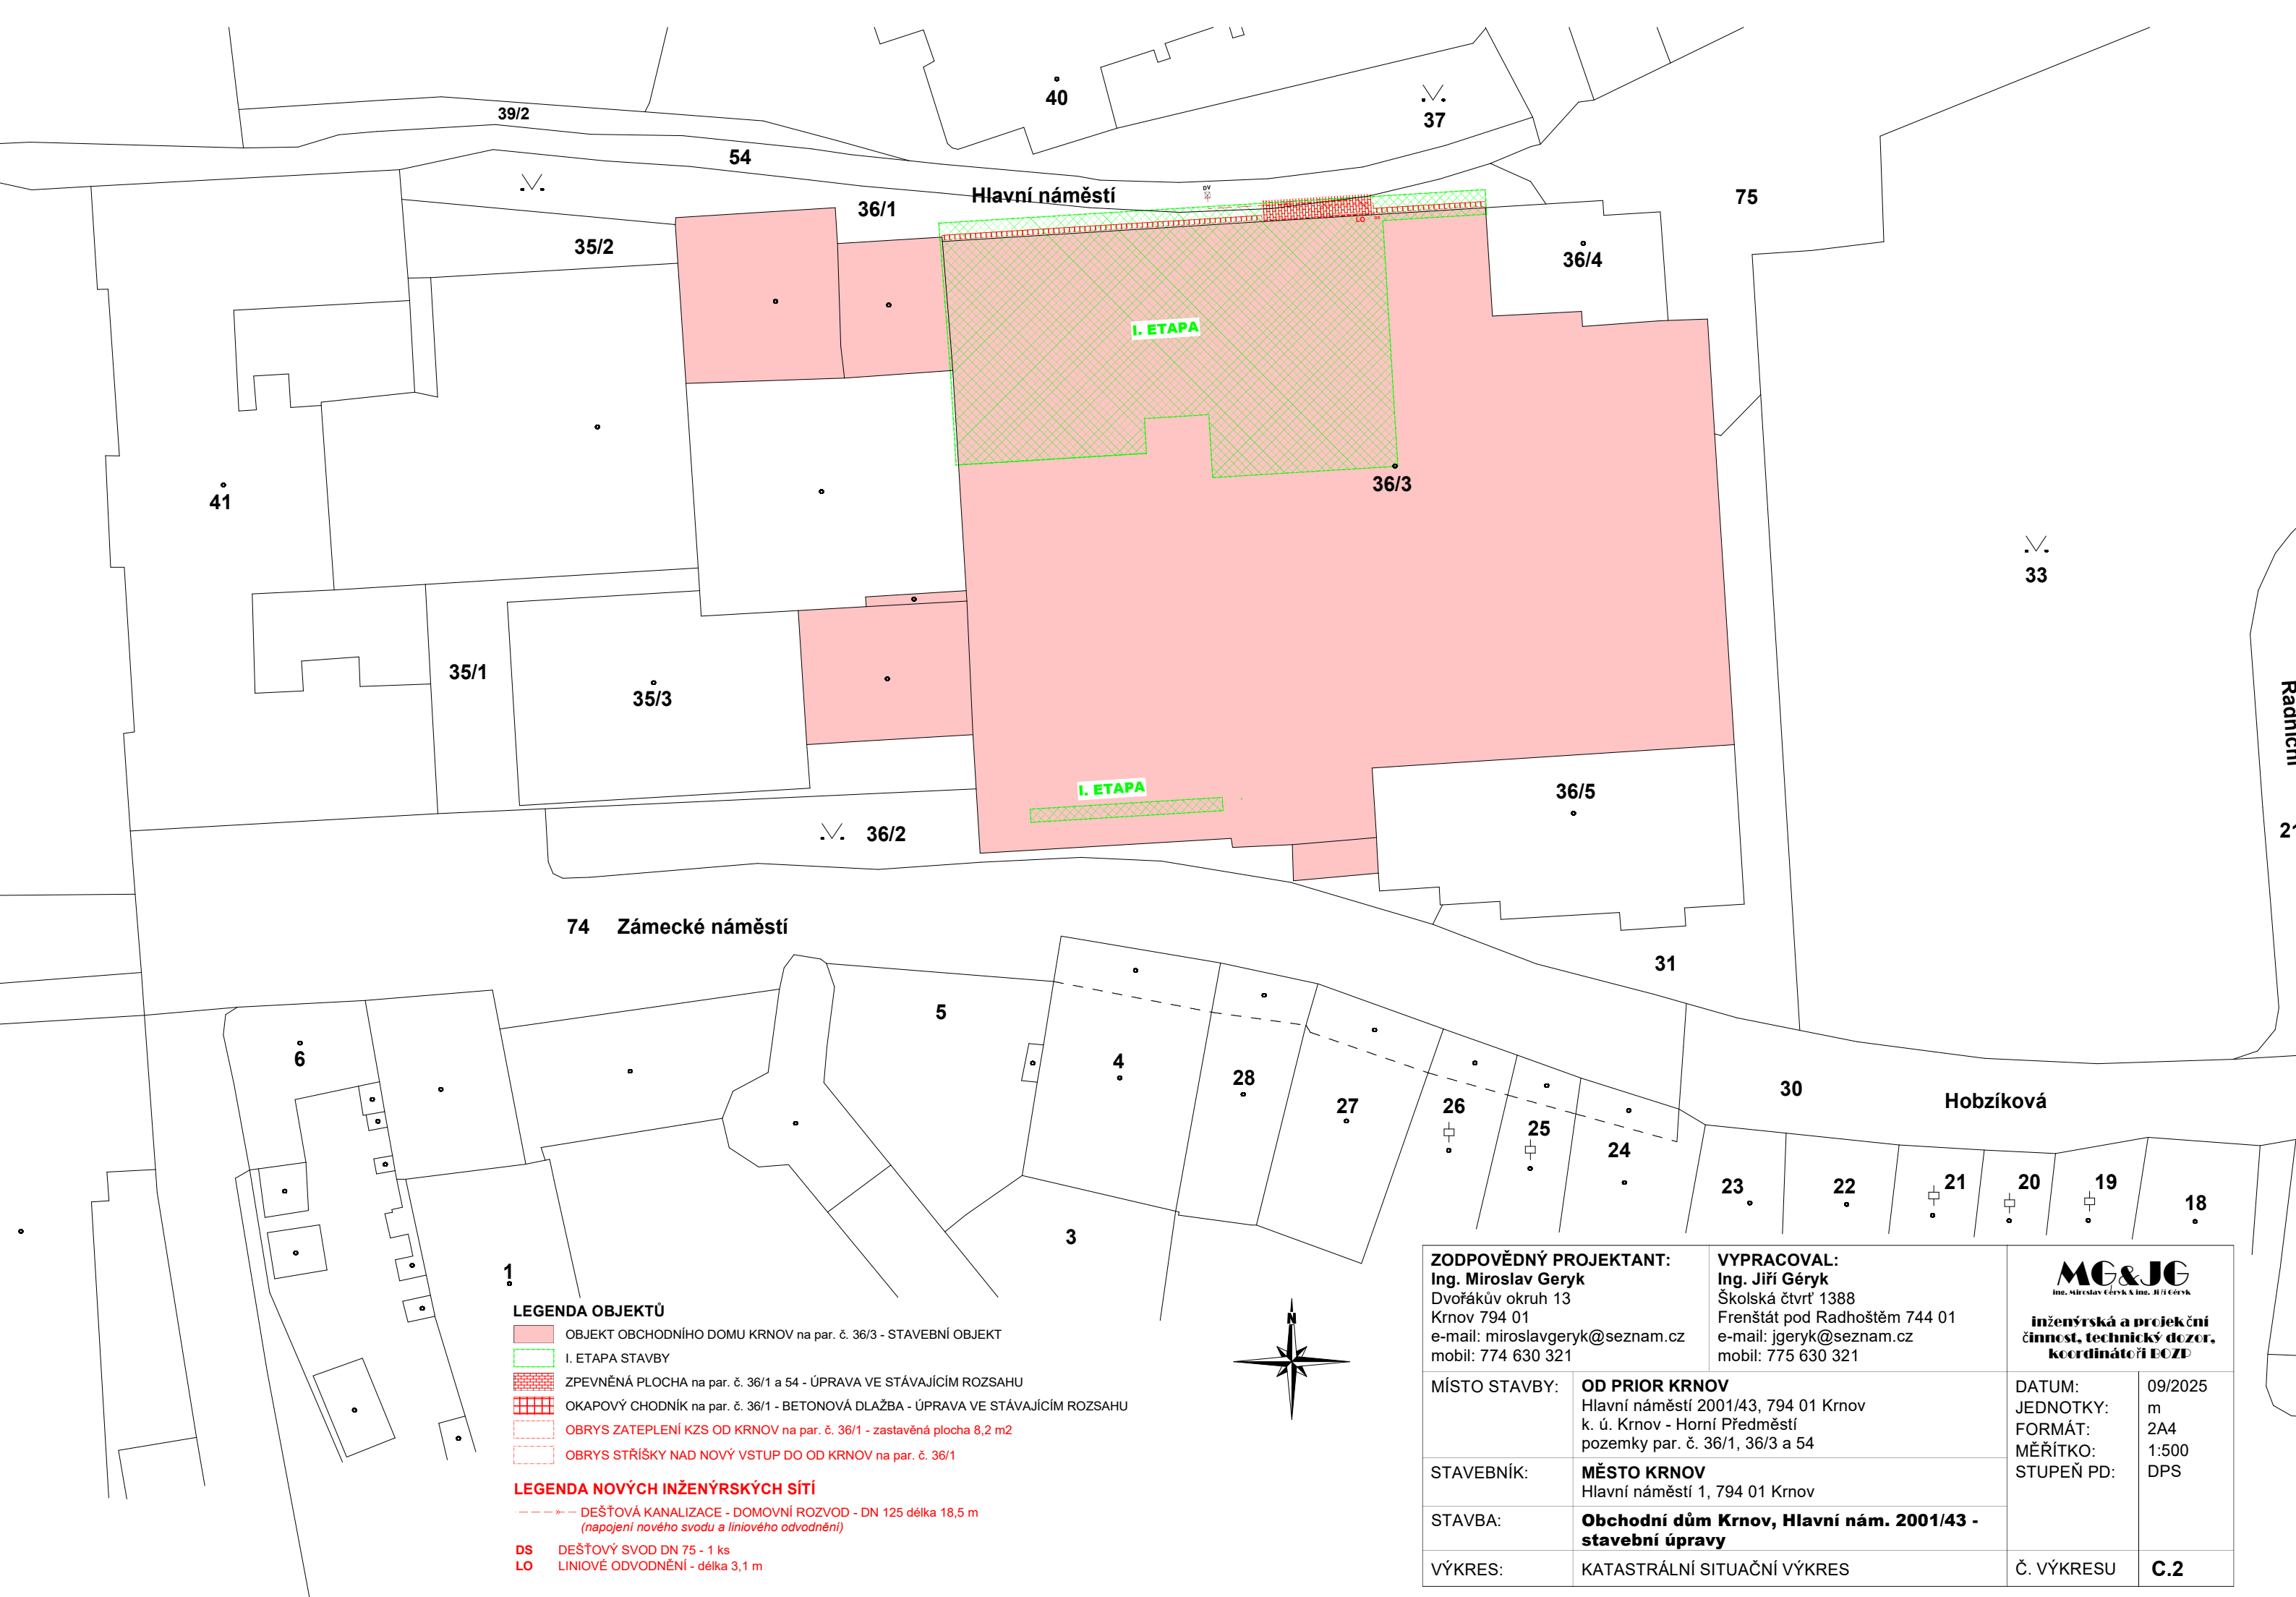 40
37
39/2
54
Hlavní náměstí
DV
75
36/1
35/2
LO
36/4
I. ETAPA
41
36/3
33
35/1
35/3
Radniční
I. ETAPA
36/5
36/2
74 Zámecké náměstí
31
5
6
4
28
27
26
25
24
30
Hobzíková
23
22
21
20
19
18
3
1
LEGENDA OBJEKTŮ
OBJEKT OBCHODNÍHO DOMU KRNOV na par. č. 36/3 - STAVEBNÍ OBJEKT
I. ETAPA STAVBY
ZPEVNĚNÁ PLOCHA na par. č. 36/1 a 54 - ÚPRAVA VE STÁVAJÍCÍM ROZSAHU
OKAPOVÝ CHODNÍK na par. č. 36/1 - BETONOVÁ DLAŽBA - ÚPRAVA VE STÁVAJÍCÍM ROZSAHU
OBRYS ZATEPLENÍ KZS OD KRNOV na par. č. 36/1 - zastavěná plocha 8,2 m2
OBRYS STŘÍŠKY NAD NOVÝ VSTUP DO OD KRNOV na par. č. 36/1
LEGENDA NOVÝCH INŽENÝRSKÝCH SÍTÍ
DEŠŤOVÁ KANALIZACE - DOMOVNÍ ROZVOD - DN 125 délka 18,5 m
(napojení nového svodu a liniového odvodnění)
DS DEŠŤOVÝ SVOD DN 75 - 1 ks
LO LINIOVÉ ODVODNĚNÍ - délka 3,1 m
N
ZODPOVĚDNÝ PROJEKTANT:
Ing. Miroslav Geryk
Dvořákův okruh 13
Krnov 794 01
e-mail: miroslavgeryk@seznam.cz
mobil: 774 630 321
VYPRACOVAL:
Ing. Jiří Géryk
Školská čtvrť 1388
Frenštát pod Radhoštěm 744 01
e-mail: jgeryk@seznam.cz
mobil: 775 630 321
MG&JG
ing. Miroslav Géryk & ing. Jiří Géryk
inženýrská a projekční
činnost, technický dozor,
koordinátoři BOZP
MÍSTO STAVBY: OD PRIOR KRNOV
Hlavní náměstí 2001/43, 794 01 Krnov
k. ú. Krnov - Horní Předměstí
pozemky par. č. 36/1, 36/3 a 54
STAVEBNÍK: MĚSTO KRNOV
Hlavní náměstí 1, 794 01 Krnov
STAVBA: Obchodní dům Krnov, Hlavní nám. 2001/43 -
stavební úpravy
VÝKRES: KATASTRÁLNÍ SITUAČNÍ VÝKRES
DATUM: 09/2025
JEDNOTKY: m
FORMÁT: 2A4
MĚŘÍTKO: 1:500
STUPEŇ PD: DPS
Č. VÝKRESU C.2